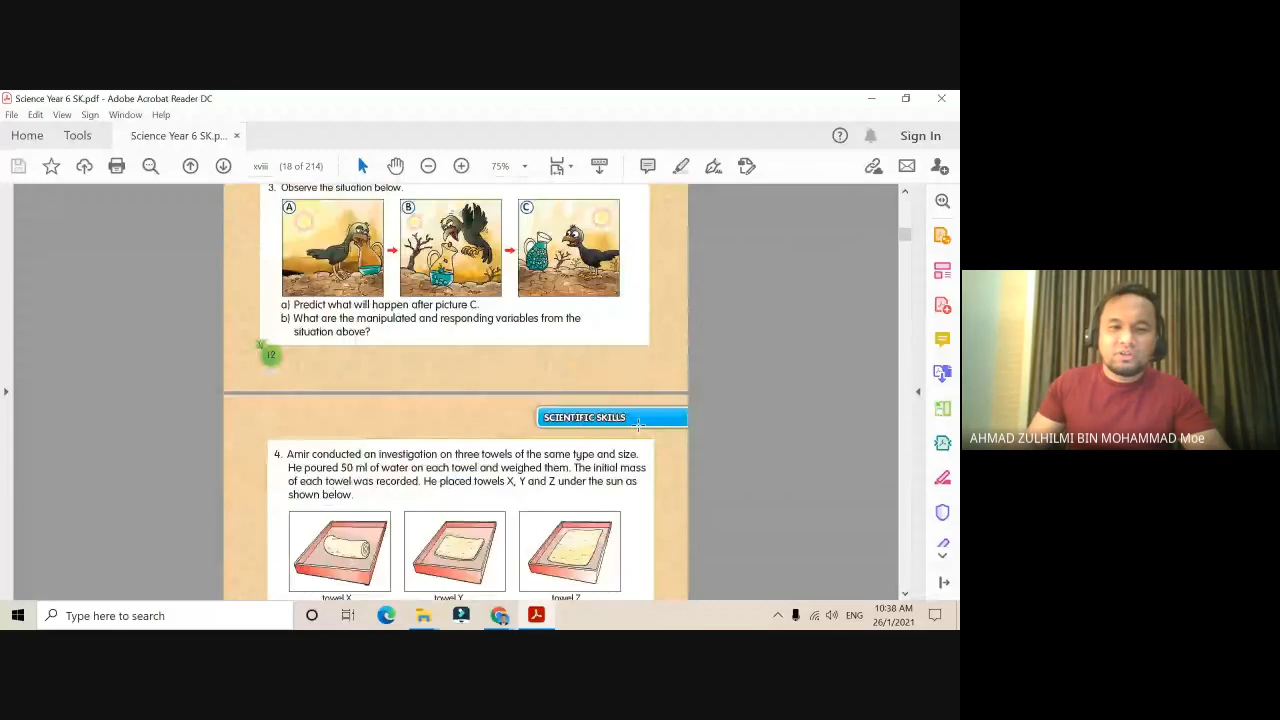 Science Year 6 SK.pdf - Adobe Acrobat Reader DC
File Edit View Sign Window Help
Home Tools Science Year 6 SK.p... × Sign In
xviii (18 of 214) 75%
3. Observe the situation below.
A B C
a) Predict what will happen after picture C.
b) What are the manipulated and responding variables from the
situation above?
12
SCIENTIFIC SKILLS
4. Amir conducted an investigation on three towels of the same type and size.
He poured 50 ml of water on each towel and weighed them. The initial mass
of each towel was recorded. He placed towels X, Y and Z under the sun as
shown below.
towel X towel Y towel Z
AHMAD ZULHILMI BIN MOHAMMAD Moe
Type here to search
ENG
10:38 AM
26/1/2021